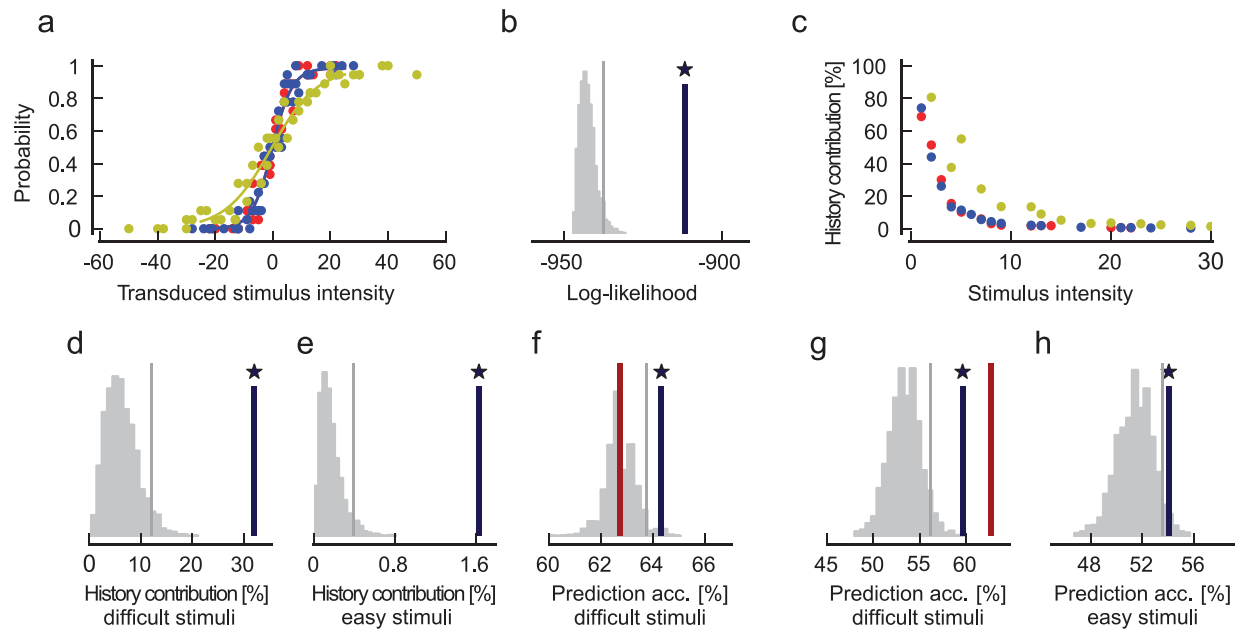 a
b
c
Probability
1
0.8
0.6
0.4
0.2
0
-60
-40
-20
0
20
40
60
Transduced stimulus intensity
-950
-900
Log-likelihood
History contribution [%]
100
80
60
40
20
0
0
10
20
30
Stimulus intensity
d
e
f
g
h
0
10
20
30
History contribution [%]
difficult stimuli
0
0.8
1.6
History contribution [%]
easy stimuli
60
62
64
66
Prediction acc. [%]
difficult stimuli
45
50
55
60
Prediction acc. [%]
difficult stimuli
48
52
56
Prediction acc. [%]
easy stimuli